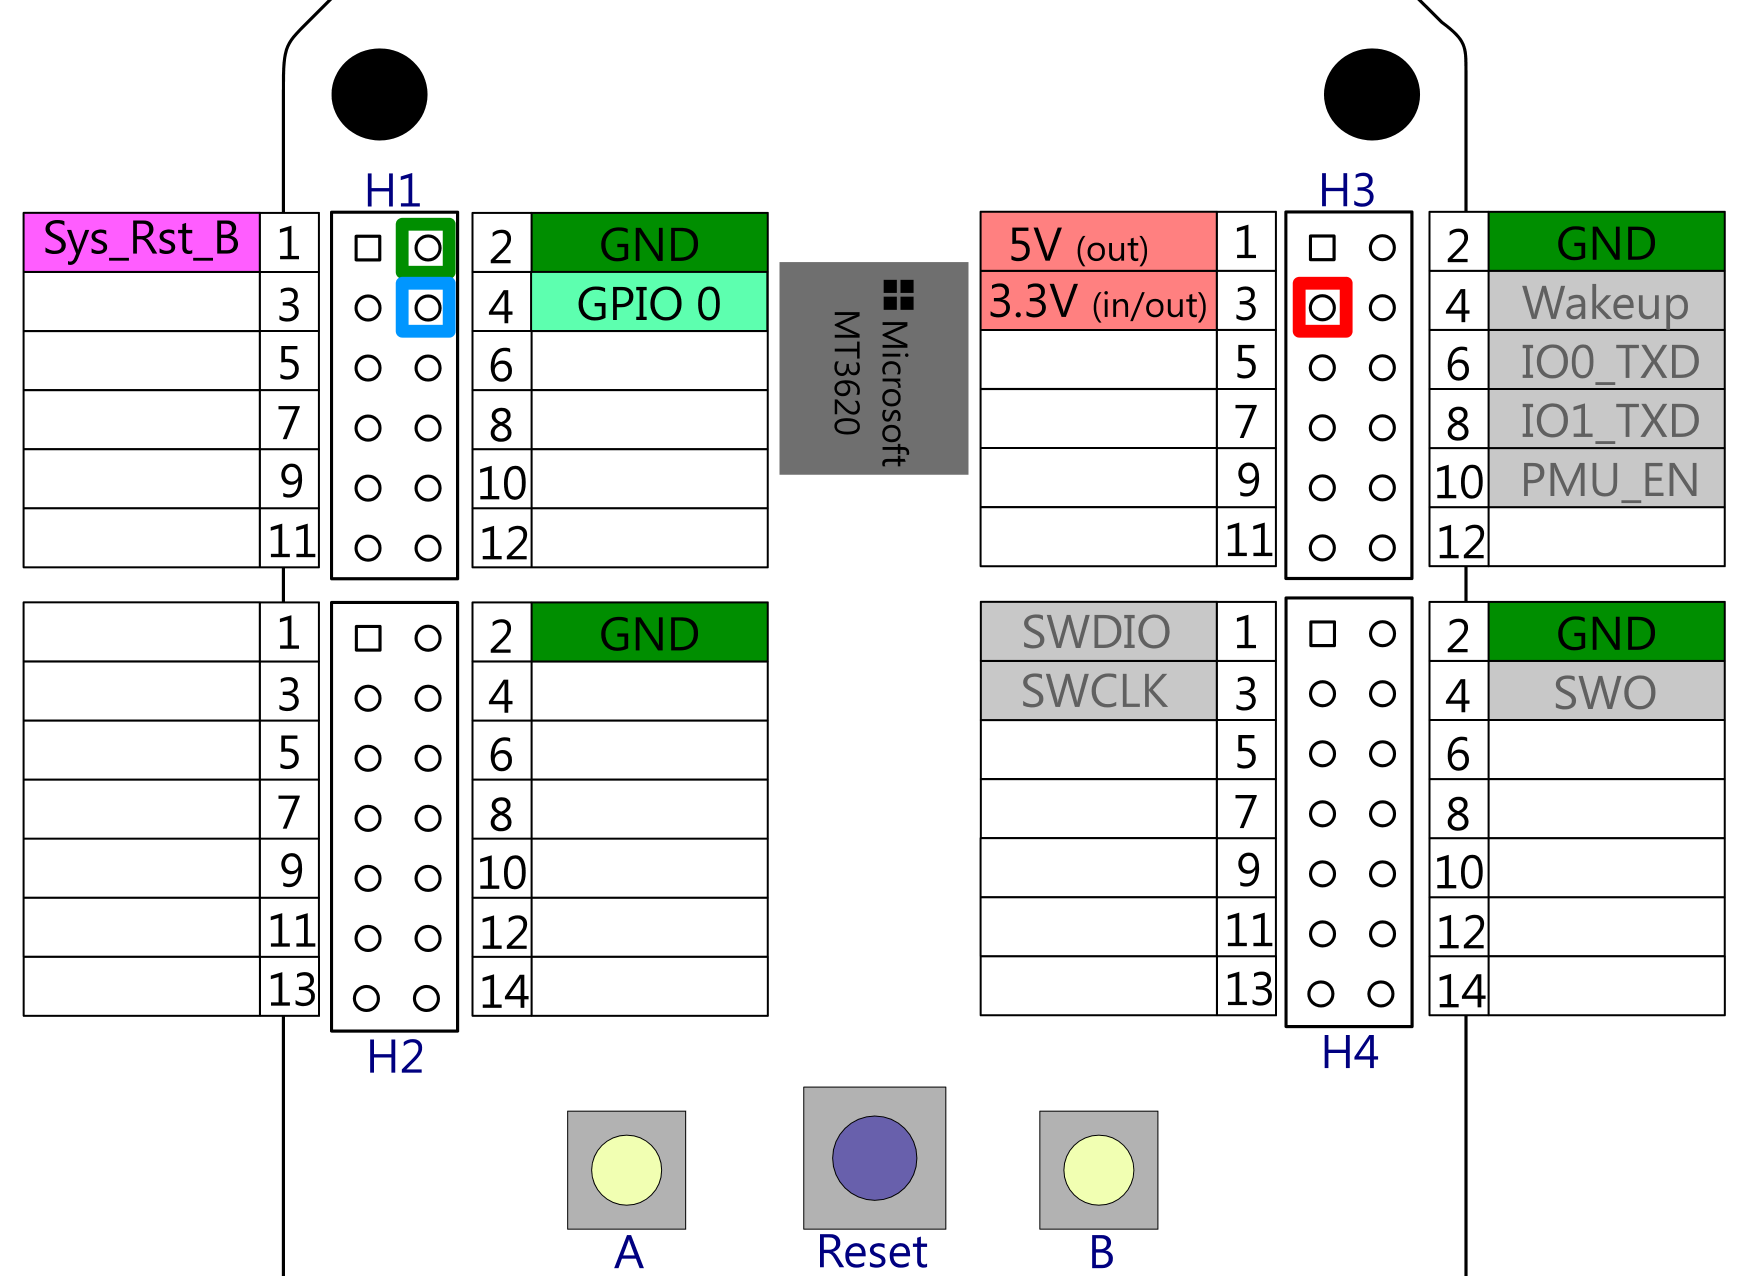 H1
Sys_Rst_B 1 2 GND
3 4 GPIO 0
5 6
7 8
9 10
11 12
Microsoft
MT3620
H3
5V (out) 1 2 GND
3.3V (in/out) 3 4 Wakeup
5 6 IO0_TXD
7 8 IO1_TXD
9 10 PMU_EN
11 12
1 2 GND
3 4
5 6
7 8
9 10
11 12
13 14
H2
SWDIO 1 2 GND
SWCLK 3 4 SWO
5 6
7 8
9 10
11 12
13 14
H4
A
Reset
B